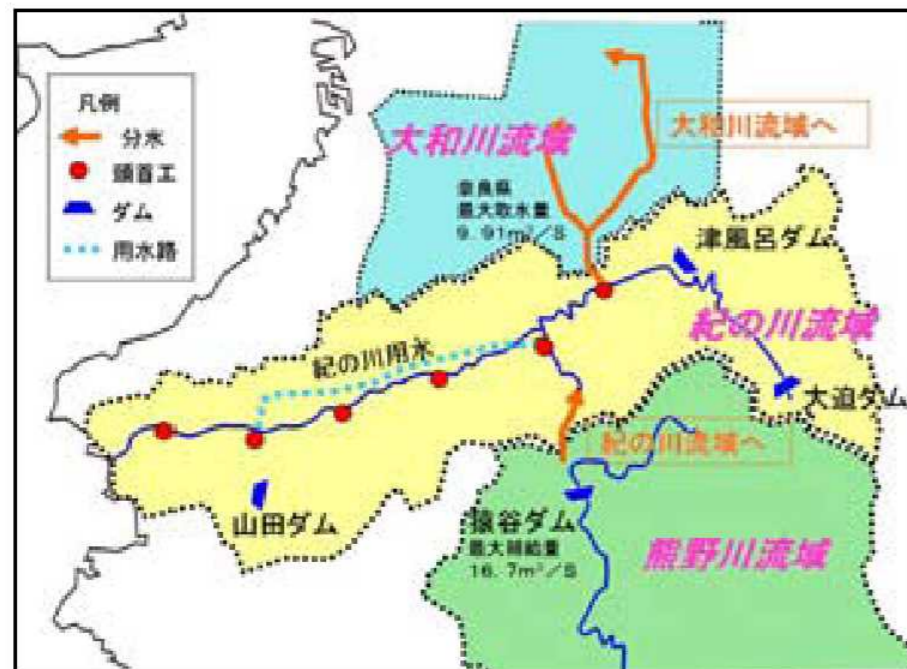 凡例
分水
頭首工
ダム
用水路
大和川流域
大和川流域へ
奈良県
最大取水量
9.91m³/S
津風呂ダム
紀の川流域
紀の川用水
大迫ダム
紀の川流域へ
山田ダム
猿谷ダム
最大補給量
16.7m³/S
熊野川流域